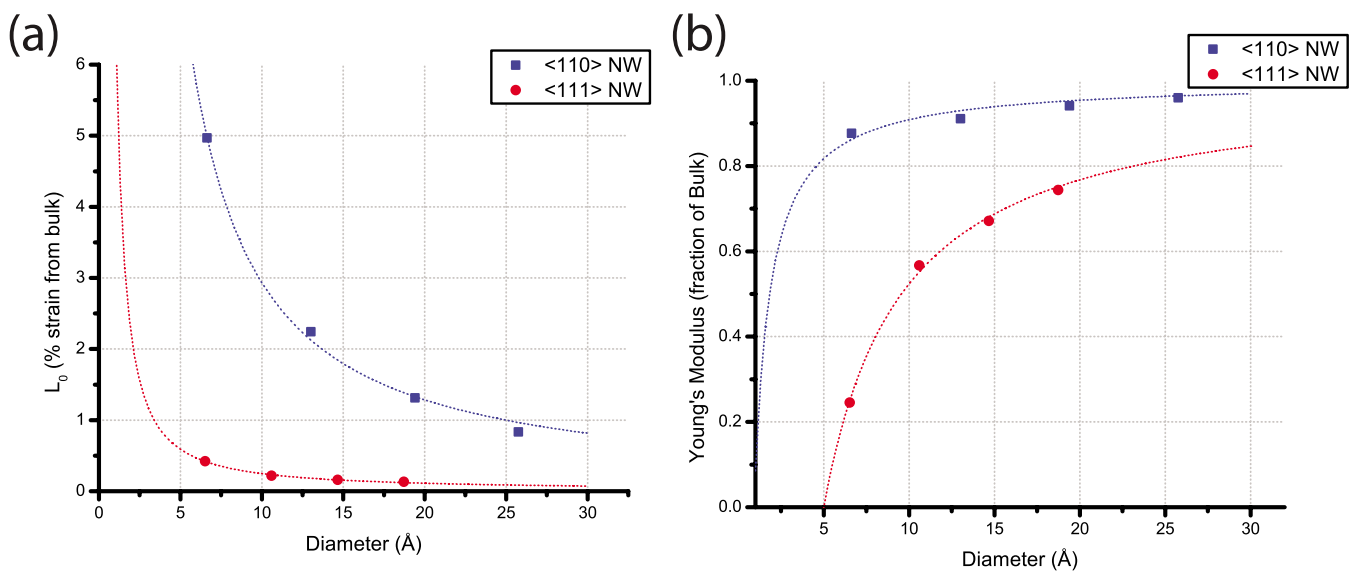 (a)
<110> NW
<111> NW
6
5
4
3
2
1
0
L₀ (% strain from bulk)
0 5 10 15 20 25 30
Diameter (Å)
(b)
<110> NW
<111> NW
1.0
0.8
0.6
0.4
0.2
0.0
Young's Modulus (fraction of Bulk)
5 10 15 20 25 30
Diameter (Å)